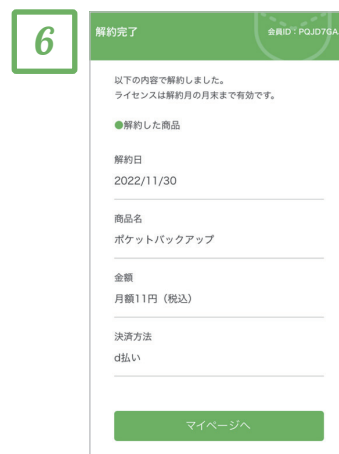 6
解約完了
会員ID：PQJD7GA
以下の内容で解約しました。
ライセンスは解約月の月末まで有効です。
●解約した商品
解約日
2022/11/30
商品名
ポケットバックアップ
金額
月額11円（税込）
決済方法
d払い
マイページへ